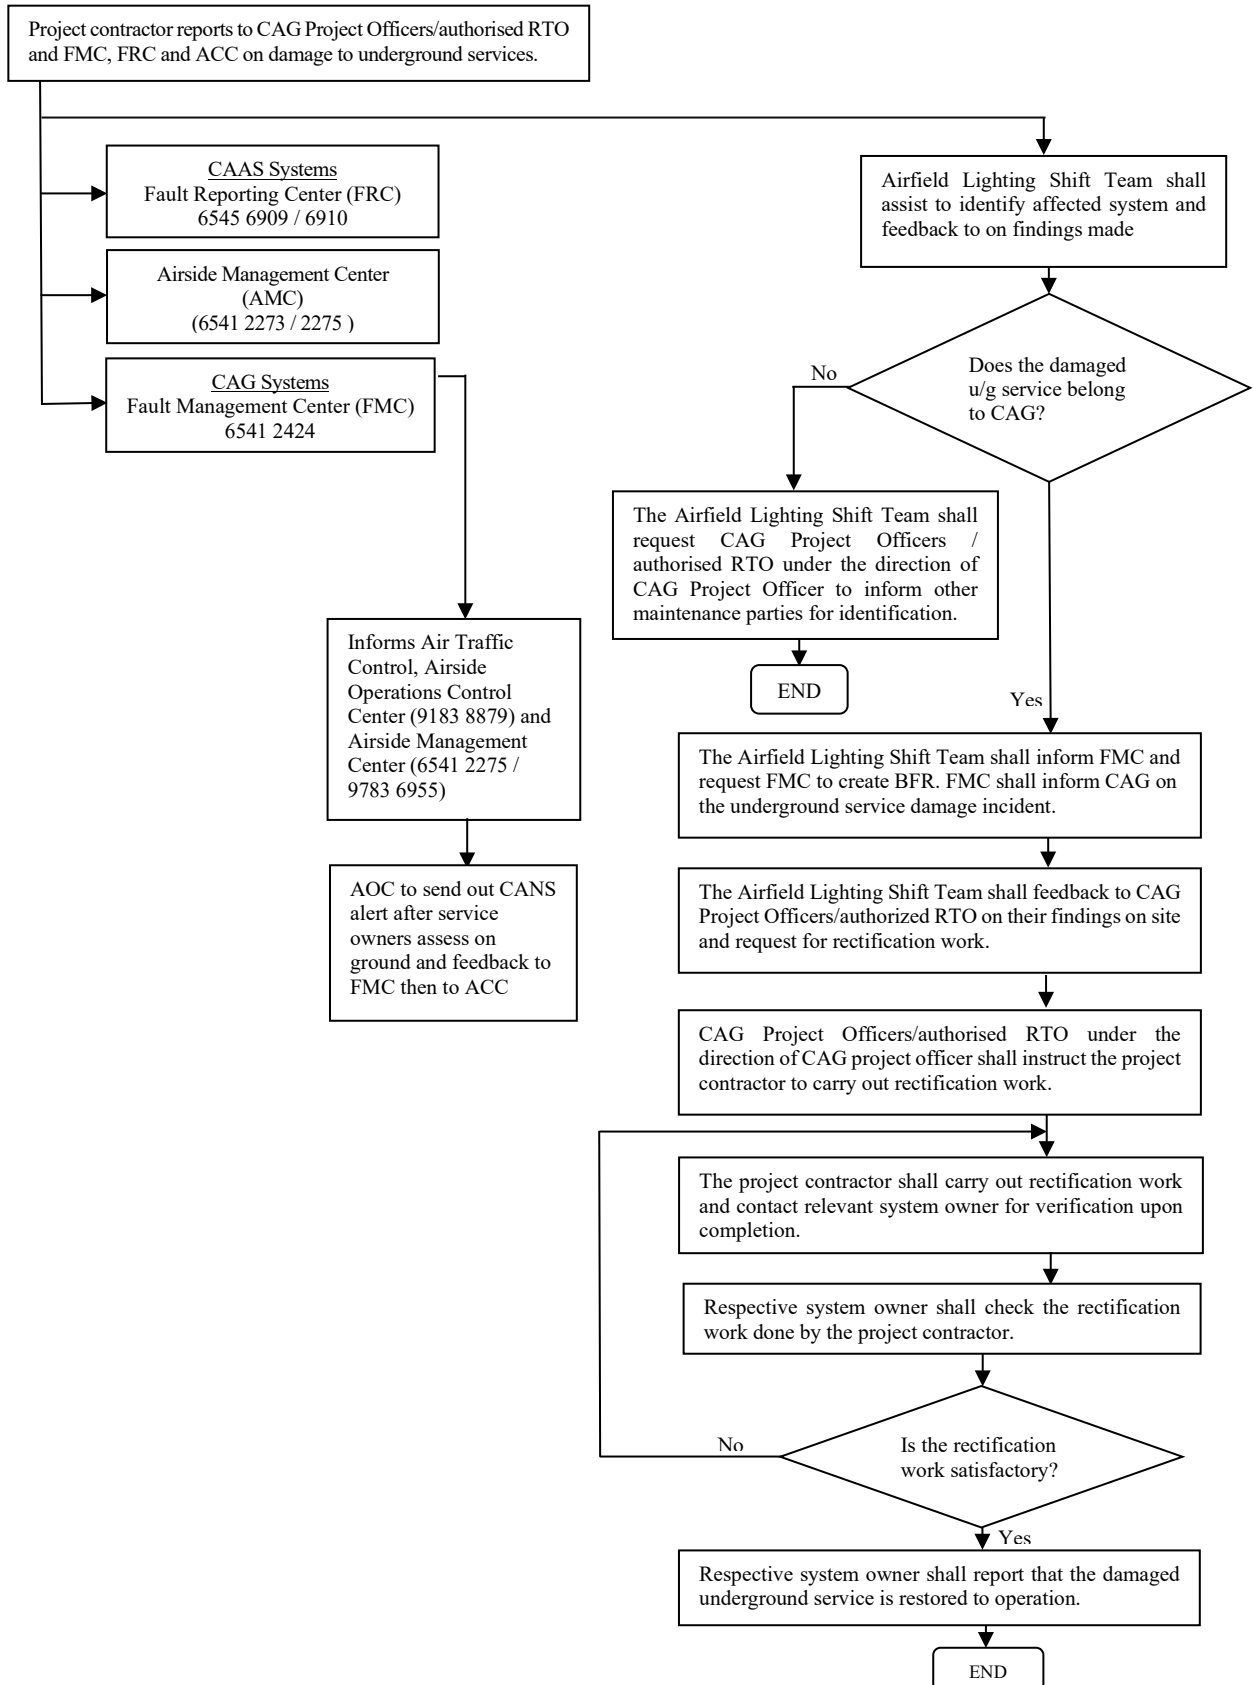 Project contractor reports to CAG Project Officers/authorised RTO
and FMC, FRC and ACC on damage to underground services.
CAAS Systems
Fault Reporting Center (FRC)
6545 6909 / 6910
Airside Management Center
(AMC)
(6541 2273 / 2275 )
CAG Systems
Fault Management Center (FMC)
6541 2424
Informs Air Traffic
Control, Airside
Operations Control
Center (9183 8879) and
Airside Management
Center (6541 2275 /
9783 6955)
AOC to send out CANS
alert after service
owners assess on
ground and feedback to
FMC then to ACC
Airfield Lighting Shift Team shall
assist to identify affected system and
feedback to on findings made
Does the damaged
u/g service belong
to CAG?
No
The Airfield Lighting Shift Team shall
request CAG Project Officers /
authorised RTO under the direction of
CAG Project Officer to inform other
maintenance parties for identification.
END
Yes
The Airfield Lighting Shift Team shall inform FMC and
request FMC to create BFR. FMC shall inform CAG on
the underground service damage incident.
The Airfield Lighting Shift Team shall feedback to CAG
Project Officers/authorized RTO on their findings on site
and request for rectification work.
CAG Project Officers/authorised RTO under the
direction of CAG project officer shall instruct the project
contractor to carry out rectification work.
The project contractor shall carry out rectification work
and contact relevant system owner for verification upon
completion.
Respective system owner shall check the rectification
work done by the project contractor.
Is the rectification
work satisfactory?
No
Yes
Respective system owner shall report that the damaged
underground service is restored to operation.
END